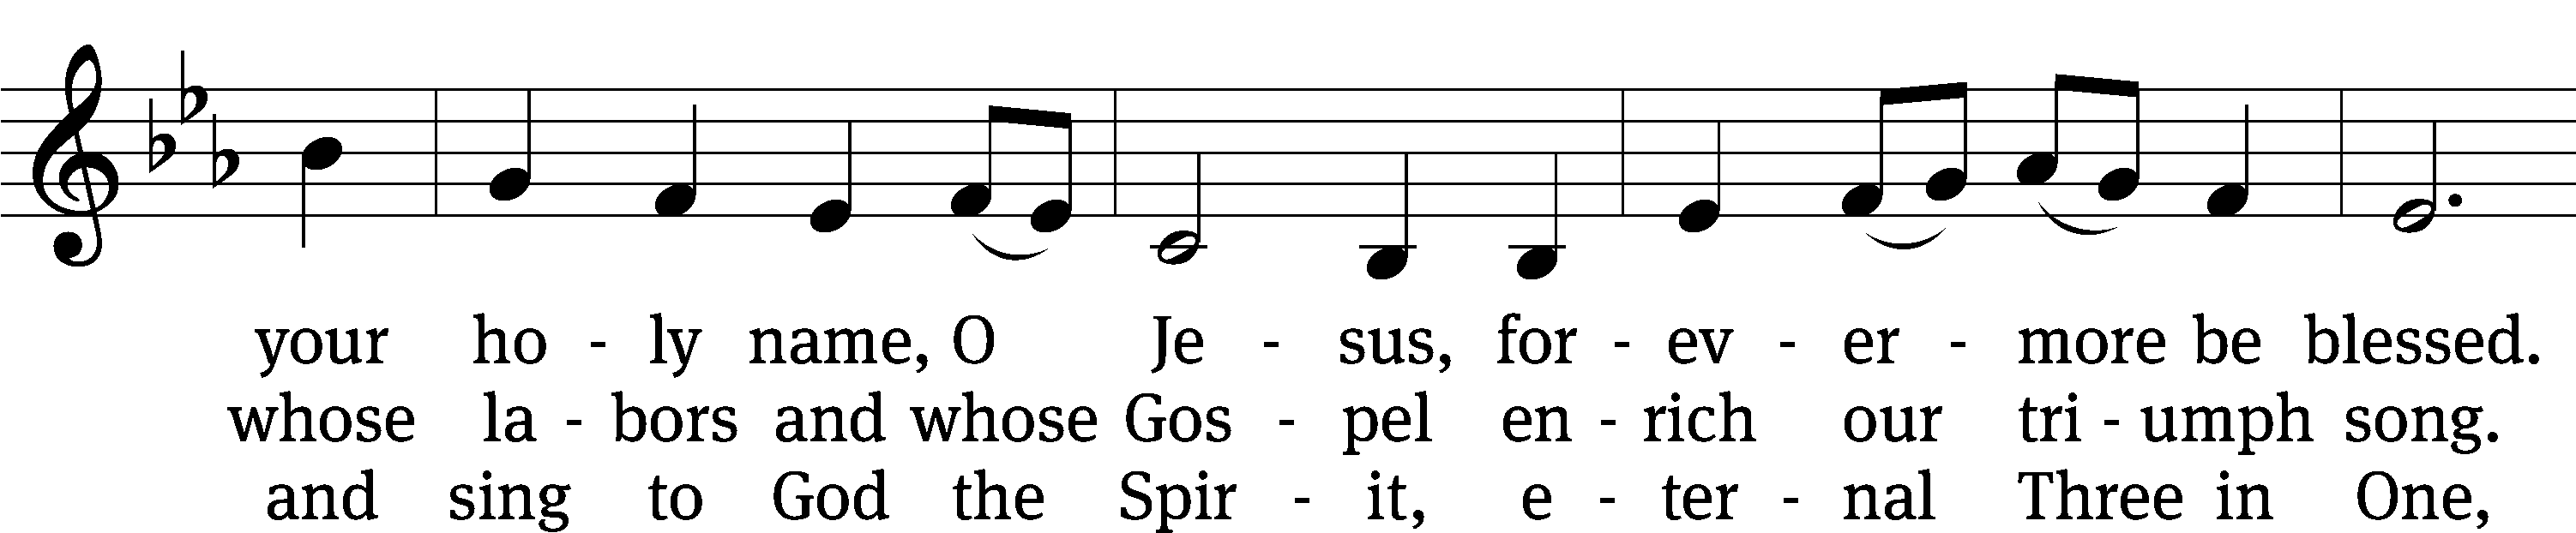 your ho - ly name, O Je - sus, for - ev - er - more be blessed.
whose la - bors and whose Gos - pel en - rich our tri - umph song.
and sing to God the Spir - it, e - ter - nal Three in One,